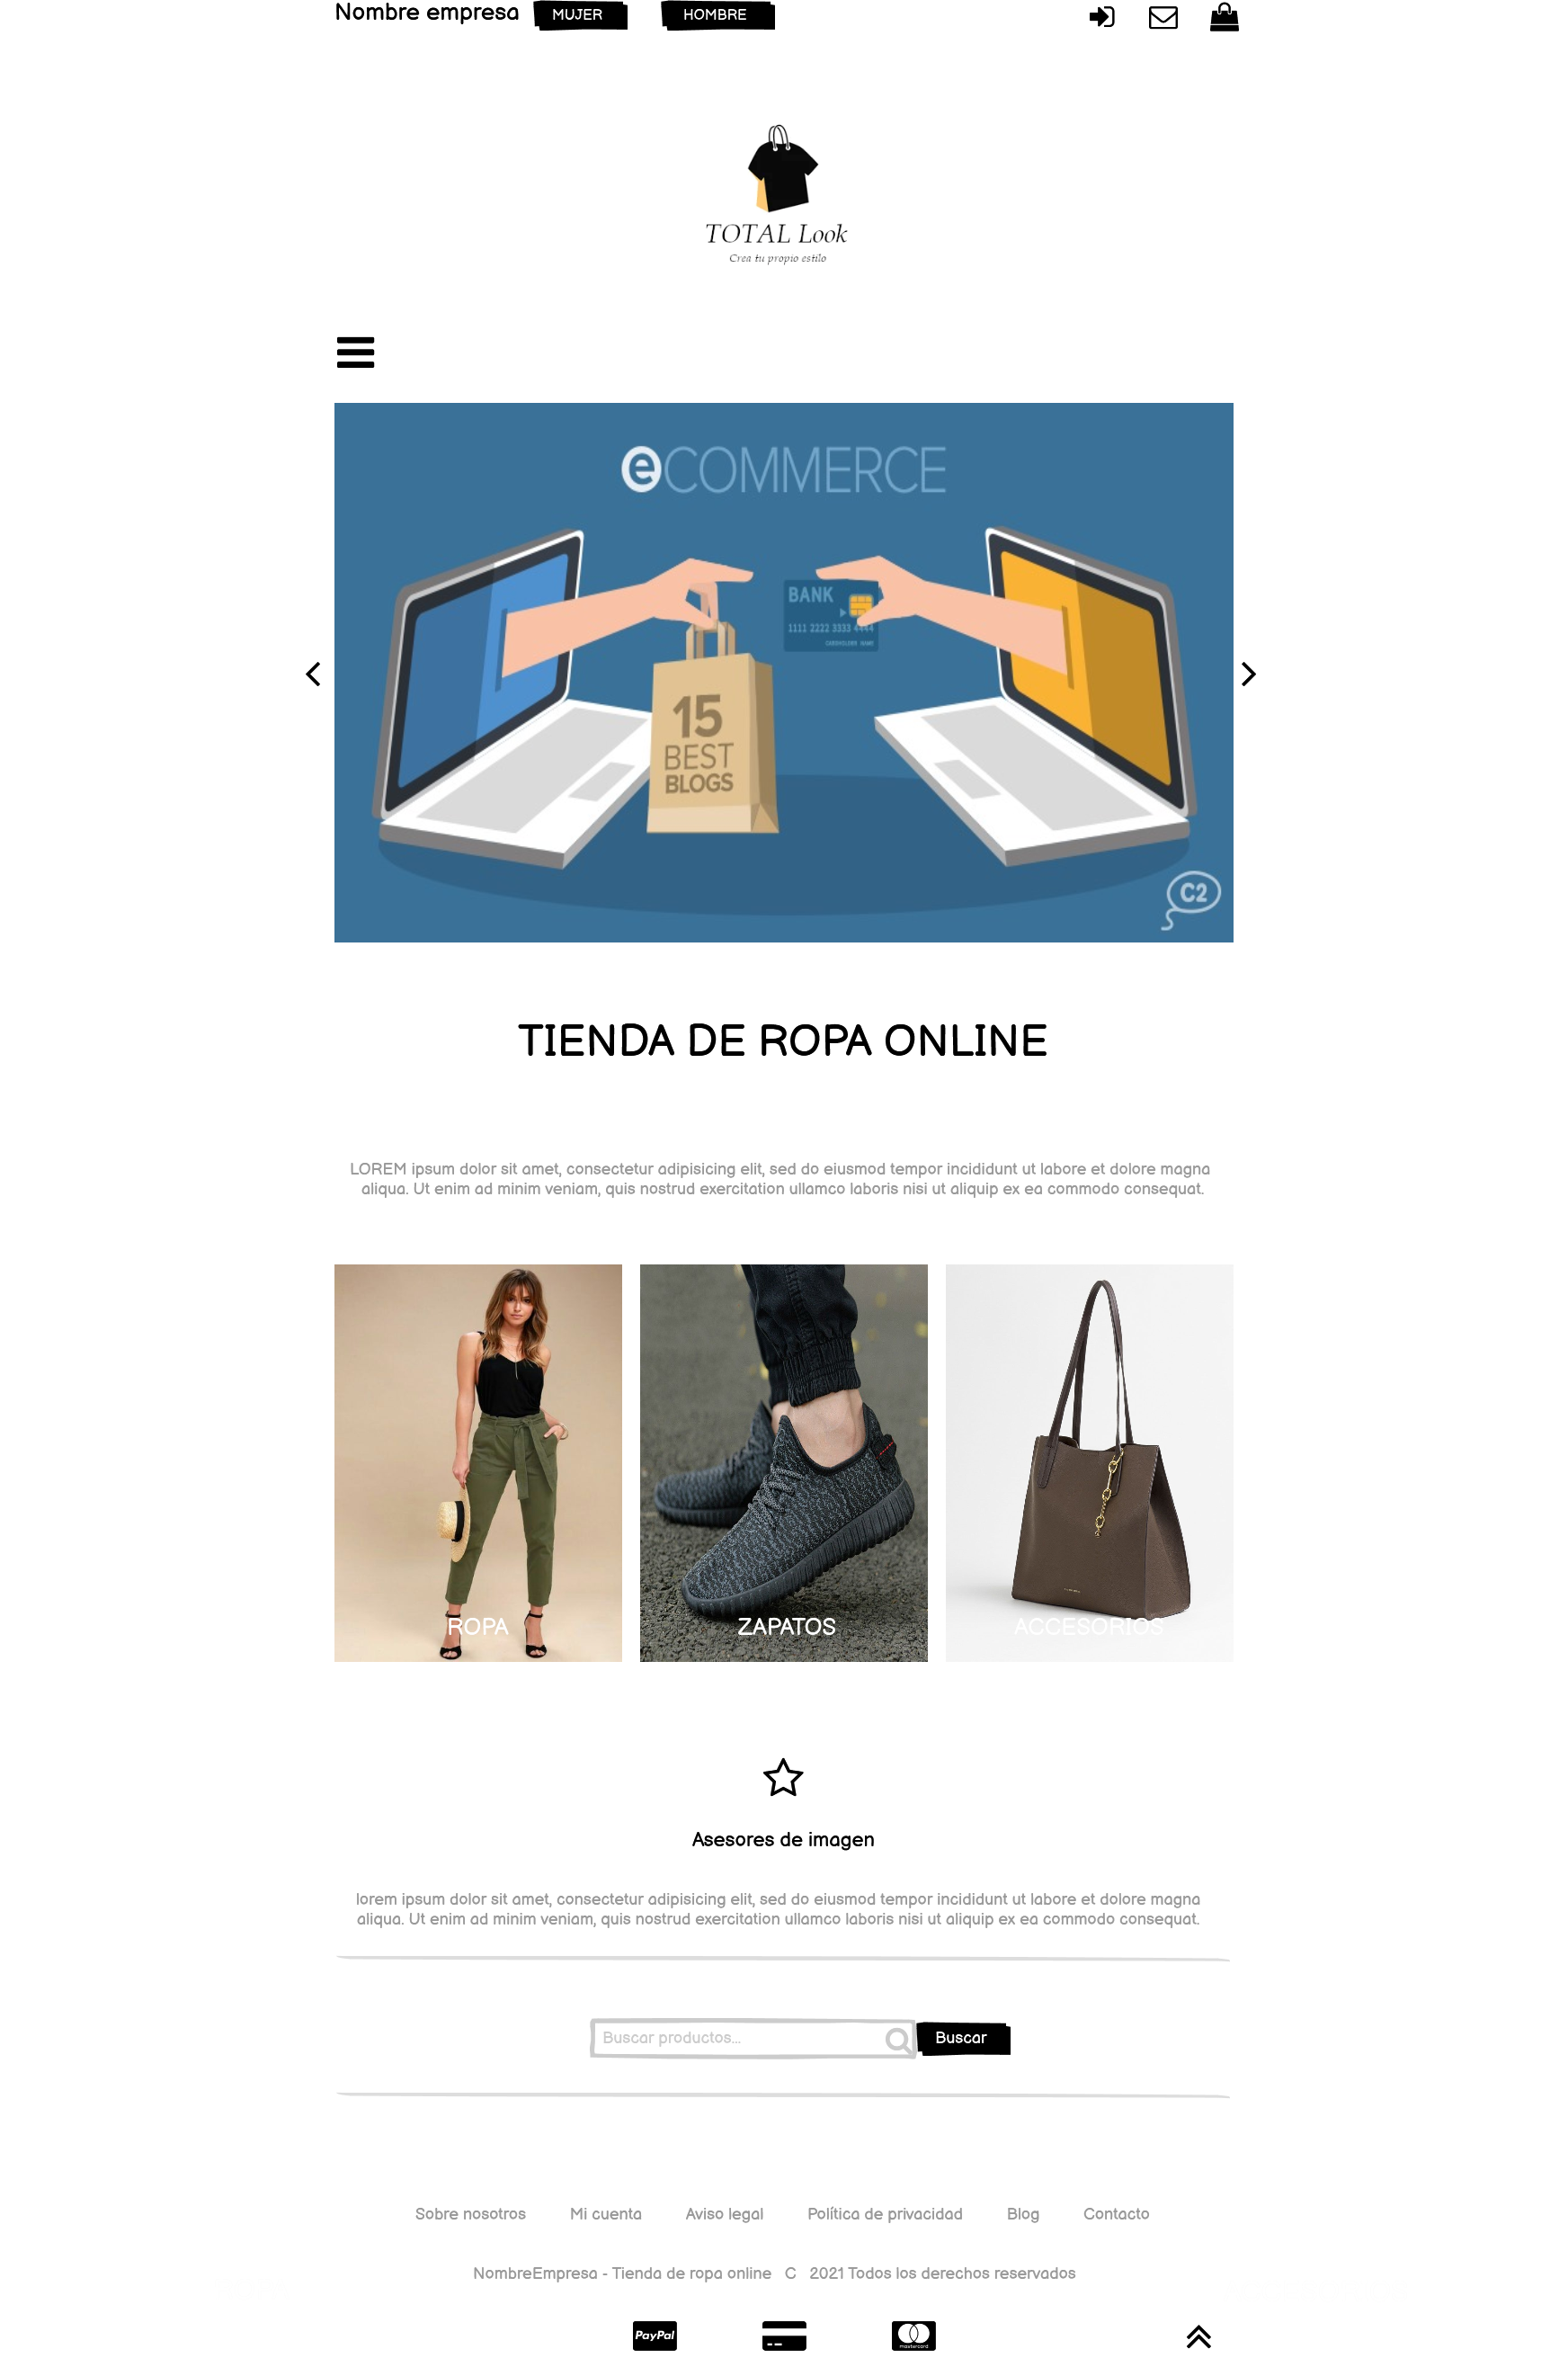 Nombre empresa
MUJER
HOMBRE
TOTAL Look
Crea tu propio estilo
eCOMMERCE
BANK
1111 2222 3333 4444
CARDHOLDER NAME
15
BEST
BLOGS
C2
TIENDA DE ROPA ONLINE
LOREM ipsum dolor sit amet, consectetur adipisicing elit, sed do eiusmod tempor incididunt ut labore et dolore magna
aliqua. Ut enim ad minim veniam, quis nostrud exercitation ullamco laboris nisi ut aliquip ex ea commodo consequat.
ROPA
ZAPATOS
ACCESORIOS
Asesores de imagen
lorem ipsum dolor sit amet, consectetur adipisicing elit, sed do eiusmod tempor incididunt ut labore et dolore magna
aliqua. Ut enim ad minim veniam, quis nostrud exercitation ullamco laboris nisi ut aliquip ex ea commodo consequat.
Buscar productos...
Buscar
Sobre nosotros
Mi cuenta
Aviso legal
Política de privacidad
Blog
Contacto
NombreEmpresa - Tienda de ropa online C 2021 Todos los derechos reservados
PayPal
mastercard